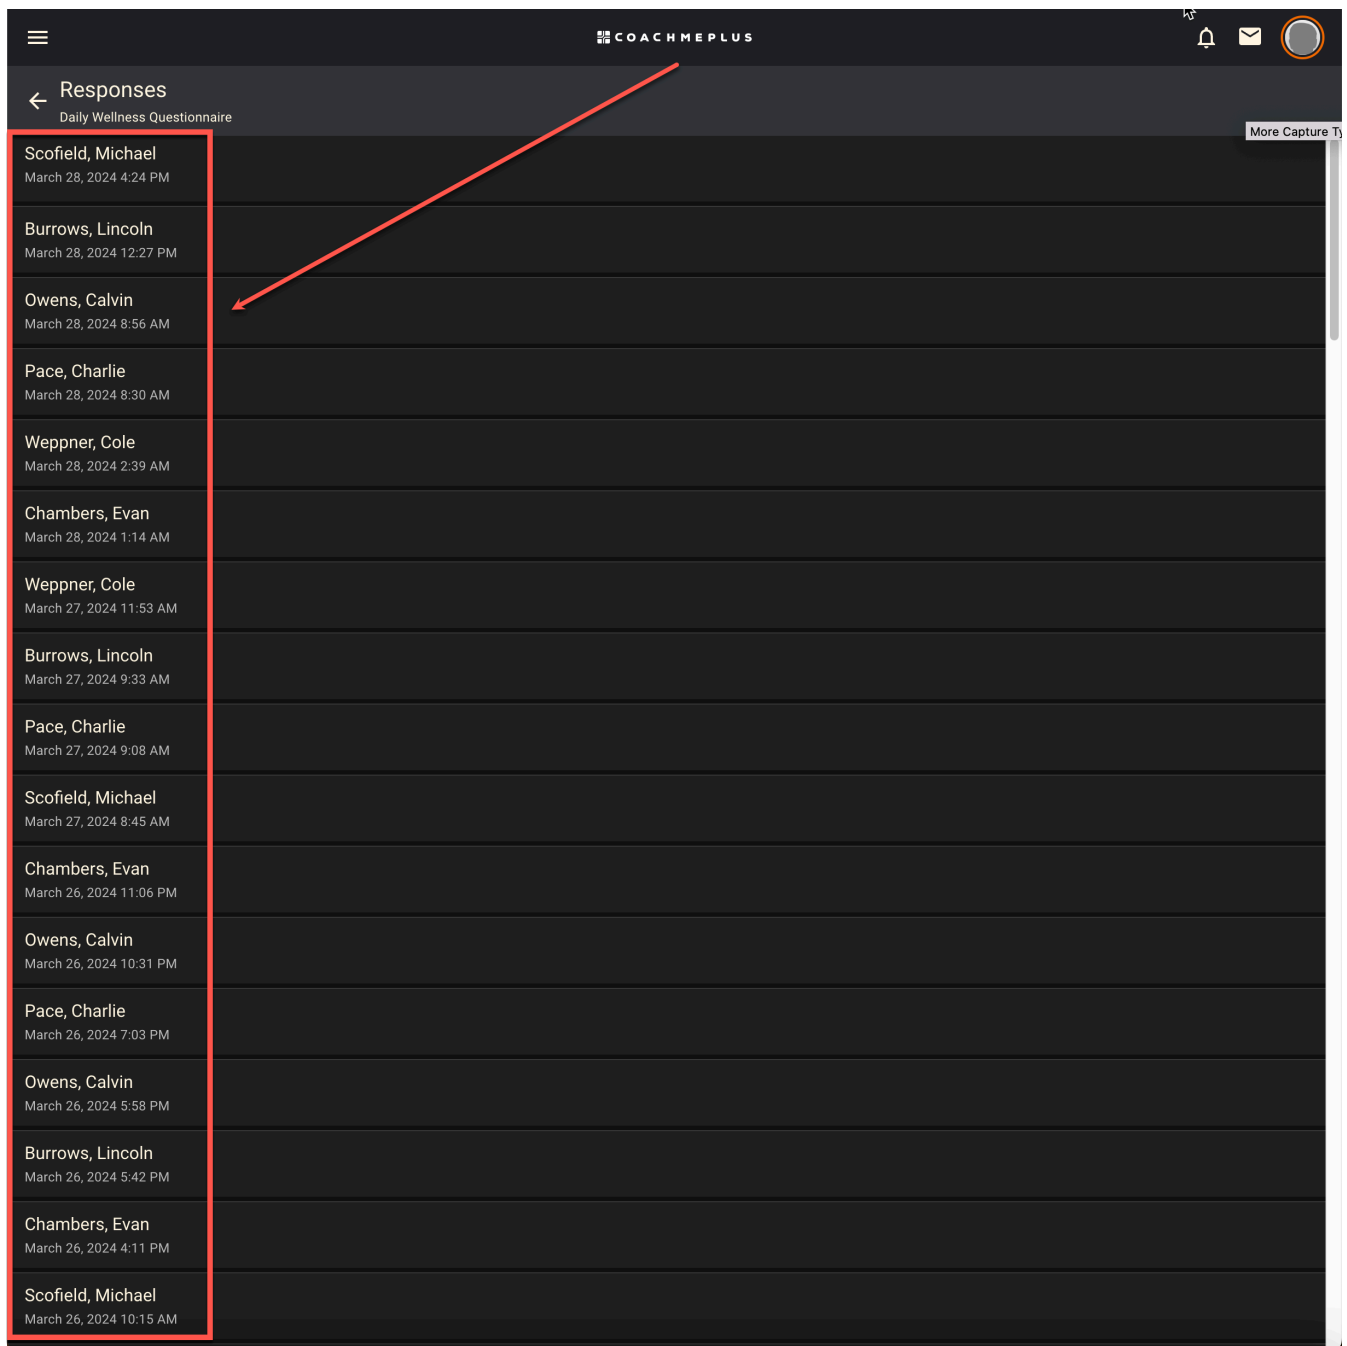 COACHMEPLUS
Responses
Daily Wellness Questionnaire
More Capture Ty
Scofield, Michael
March 28, 2024 4:24 PM
Burrows, Lincoln
March 28, 2024 12:27 PM
Owens, Calvin
March 28, 2024 8:56 AM
Pace, Charlie
March 28, 2024 8:30 AM
Weppner, Cole
March 28, 2024 2:39 AM
Chambers, Evan
March 28, 2024 1:14 AM
Weppner, Cole
March 27, 2024 11:53 AM
Burrows, Lincoln
March 27, 2024 9:33 AM
Pace, Charlie
March 27, 2024 9:08 AM
Scofield, Michael
March 27, 2024 8:45 AM
Chambers, Evan
March 26, 2024 11:06 PM
Owens, Calvin
March 26, 2024 10:31 PM
Pace, Charlie
March 26, 2024 7:03 PM
Owens, Calvin
March 26, 2024 5:58 PM
Burrows, Lincoln
March 26, 2024 5:42 PM
Chambers, Evan
March 26, 2024 4:11 PM
Scofield, Michael
March 26, 2024 10:15 AM